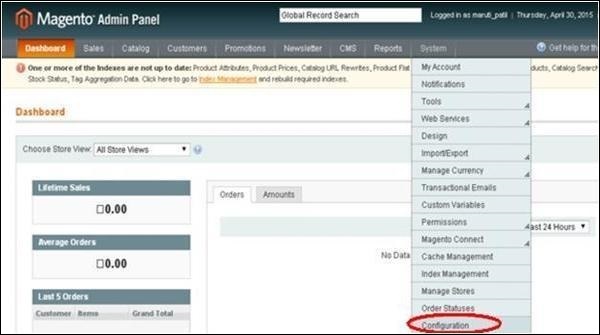 Magento Admin Panel
Global Record Search
Logged in as maruti_patil | Thursday, April 30, 2015
Dashboard Sales Catalog Customers Promotions Newsletter CMS Reports System Get help for th
One or more of the Indexes are not up to date: Product Attributes, Product Prices, Catalog URL Rewrites, Product Flat
ducts, Catalog Search
Stock Status, Tag Aggregation Data. Click here to go to Index Management and rebuild required indexes.
My Account
Notifications
Tools
Web Services
Design
Import/Export
Manage Currency
Transactional Emails
Custom Variables
Permissions
Magento Connect
Cache Management
Index Management
Manage Stores
Order Statuses
Configuration
Dashboard
Choose Store View: All Store Views
Lifetime Sales
0.00
Average Orders
0.00
Last 5 Orders
Customer Items Grand Total
Orders Amounts
ast 24 Hours
No Data